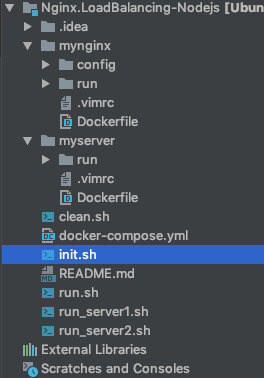 Nginx.LoadBalancing-Nodejs [Ubun
.idea
mynginx
config
run
.vimrc
Dockerfile
myserver
run
.vimrc
Dockerfile
clean.sh
docker-compose.yml
init.sh
README.md
run.sh
run_server1.sh
run_server2.sh
External Libraries
Scratches and Consoles